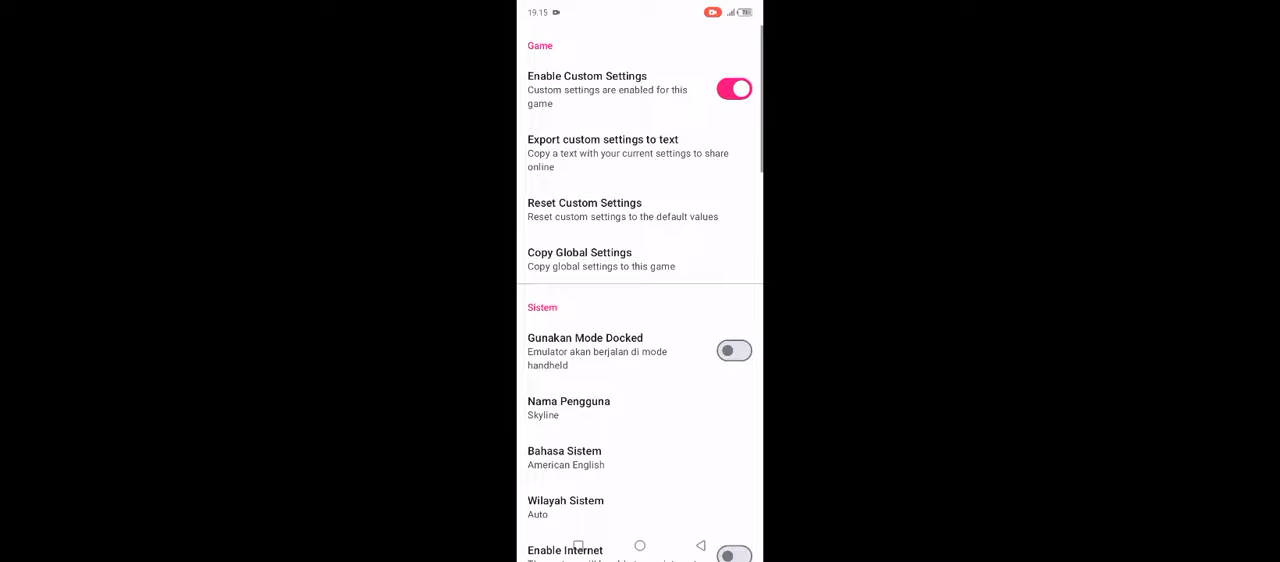 19.15
Game
Enable Custom Settings
Custom settings are enabled for this
game
Export custom settings to text
Copy a text with your current settings to share
online
Reset Custom Settings
Reset custom settings to the default values
Copy Global Settings
Copy global settings to this game
Sistem
Gunakan Mode Docked
Emulator akan berjalan di mode
handheld
Nama Pengguna
Skyline
Bahasa Sistem
American English
Wilayah Sistem
Auto
Enable Internet